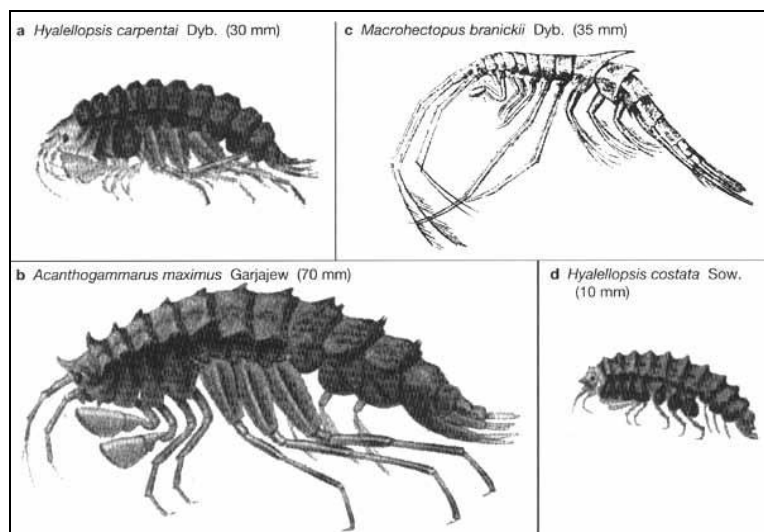 a Hyalellopsis carpentai Dyb. (30 mm)
c Macrohectopus branickii Dyb. (35 mm)
b Acanthogammarus maximus Garjajew (70 mm)
d Hyalellopsis costata Sow.
(10 mm)